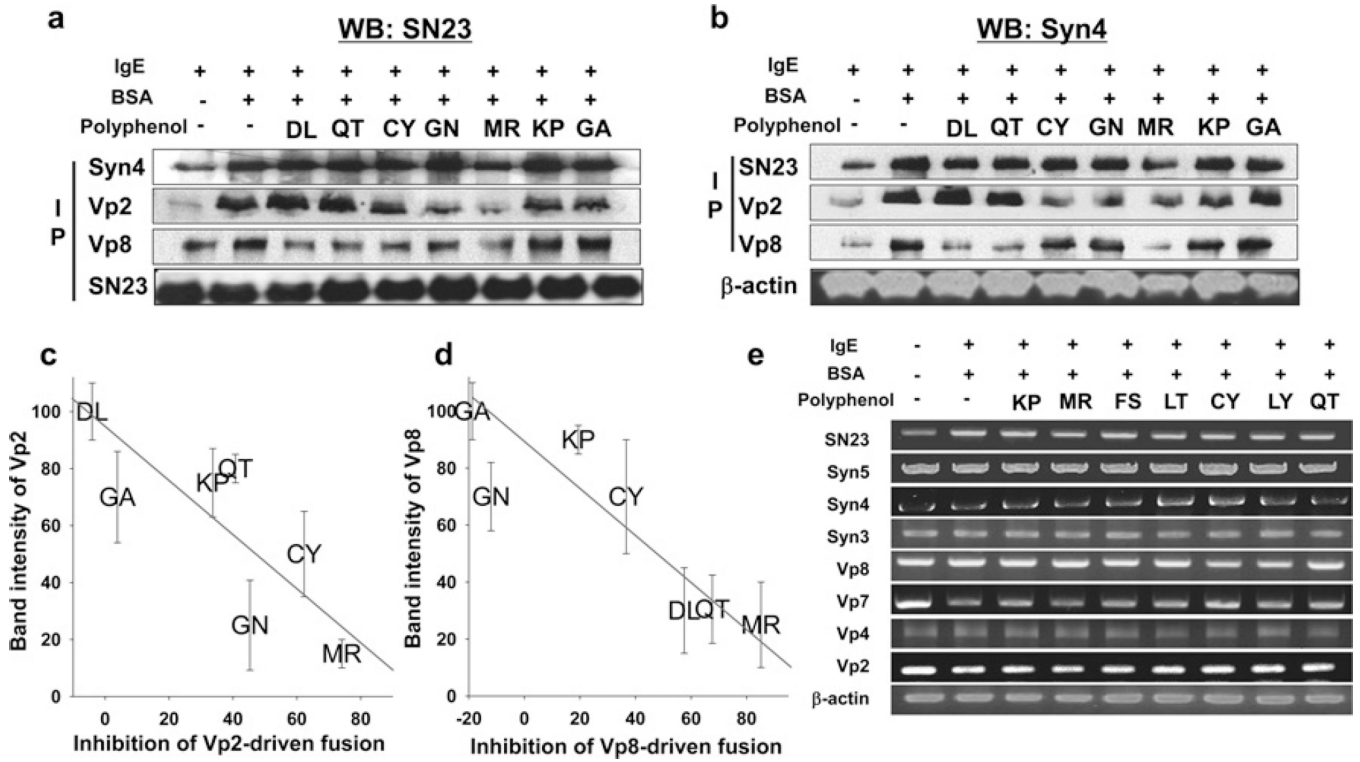 a
WB: SN23
IgE + + + + + + + + +
BSA - + + + + + + + +
Polyphenol - - DL QT CY GN MR KP GA
I P
Syn4
Vp2
Vp8
SN23
b
WB: Syn4
IgE + + + + + + + + +
BSA - + + + + + + + +
Polyphenol - - DL QT CY GN MR KP GA
I P
SN23
Vp2
Vp8
β-actin
c
Band intensity of Vp2
100
80
60
40
20
0
DL
GA
KP
QT
CY
GN
MR
0 20 40 60 80
Inhibition of Vp2-driven fusion
d
Band intensity of Vp8
100
80
60
40
20
0
GA
KP
GN
CY
DL
QT
MR
-20 0 20 40 60 80
Inhibition of Vp8-driven fusion
e
IgE - + + + + + + + +
BSA - + + + + + + + +
Polyphenol - - KP MR FS LT CY LY QT
SN23
Syn5
Syn4
Syn3
Vp8
Vp7
Vp4
Vp2
β-actin